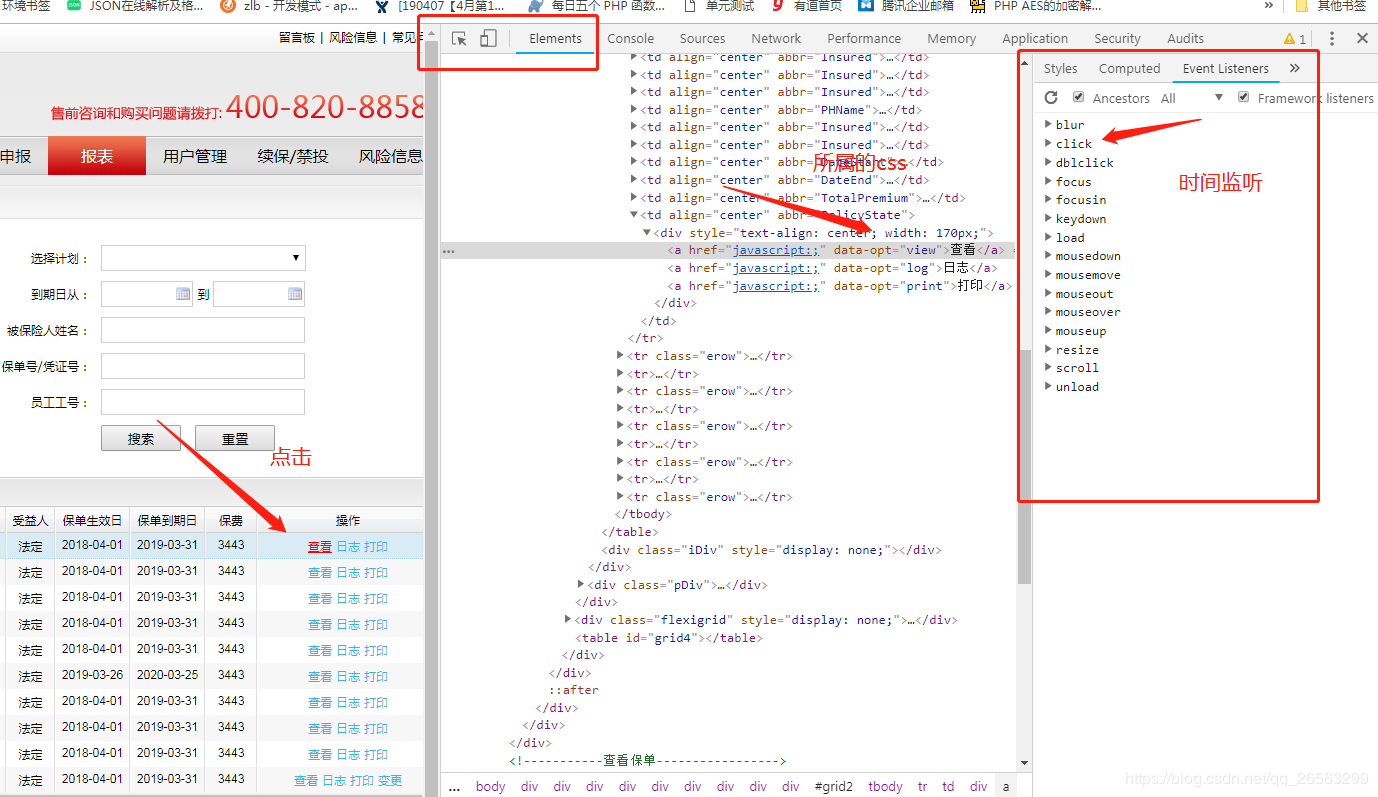 环境书签 JSON在线解析及格... zlb - 开发模式 - ap... [190407【4月第1... 每日五个 PHP 函数... 单元测试 有道首页 腾讯企业邮箱 PHP AES的加密解... » 其他书签
留言板 | 风险信息 | 常见
售前咨询和购买问题请拨打: 400-820-8858
申报 报表 用户管理 续保/禁投 风险信息
选择计划：
到期日从： 到
被保险人姓名：
保单号/凭证号：
员工工号：
搜索 重置
点击
受益人 保单生效日 保单到期日 保费 操作
法定 2018-04-01 2019-03-31 3443 查看 日志 打印
法定 2018-04-01 2019-03-31 3443 查看 日志 打印
法定 2018-04-01 2019-03-31 3443 查看 日志 打印
法定 2018-04-01 2019-03-31 3443 查看 日志 打印
法定 2018-04-01 2019-03-31 3443 查看 日志 打印
法定 2019-03-26 2020-03-25 3443 查看 日志 打印
法定 2018-04-01 2019-03-31 3443 查看 日志 打印
法定 2018-04-01 2019-03-31 3443 查看 日志 打印
法定 2018-04-01 2019-03-31 3443 查看 日志 打印
法定 2018-04-01 2019-03-31 3443 查看 日志 打印 变更
Elements Console Sources Network Performance Memory Application Security Audits 1
<td align="center" abbr="Insured">…</td>
<td align="center" abbr="Insured">…</td>
<td align="center" abbr="Insured">…</td>
<td align="center" abbr="PHName">…</td>
<td align="center" abbr="Insured">…</td>
<td align="center" abbr="Insured">…</td>
所属的css
<td align="center" abbr="DateEnd">…</td>
<td align="center" abbr="TotalPremium">…</td>
<td align="center" abbr="PolicyState">
<div style="text-align: center; width: 170px;">
... <a href="javascript:;" data-opt="view">查看</a>
<a href="javascript:;" data-opt="log">日志</a>
<a href="javascript:;" data-opt="print">打印</a>
</div>
</td>
</tr>
<tr class="erow">…</tr>
<tr>…</tr>
<tr class="erow">…</tr>
<tr>…</tr>
<tr class="erow">…</tr>
<tr>…</tr>
<tr class="erow">…</tr>
<tr>…</tr>
<tr class="erow">…</tr>
</tbody>
</table>
<div class="iDiv" style="display: none;"></div>
</div>
<div class="pDiv">…</div>
</div>
<div class="flexigrid" style="display: none;">…</div>
<table id="grid4"></table>
</div>
</div>
::after
</div>
</div>
</div>
<!-----------查看保单---------------->
... body div div div div div div div div div #grid2 tbody tr td div a
Styles Computed Event Listeners »
Ancestors All Framework listeners
blur
click
dblclick
focus
focusin
keydown
load
mousedown
mousemove
mouseout
mouseover
mouseup
resize
scroll
unload
时间监听
https://blog.csdn.net/qq_26563299